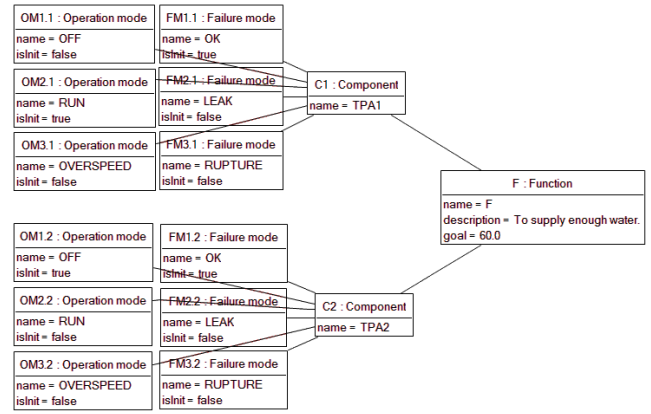 OM1.1 : Operation mode
name = OFF
isInit = false
FM1.1 : Failure mode
name = OK
isInit = true
OM2.1 : Operation mode
name = RUN
isInit = true
FM2.1 : Failure mode
name = LEAK
isInit = false
OM3.1 : Operation mode
name = OVERSPEED
isInit = false
FM3.1 : Failure mode
name = RUPTURE
isInit = false
C1 : Component
name = TPA1
F : Function
name = F
description = To supply enough water.
goal = 60.0
OM1.2 : Operation mode
name = OFF
isInit = true
FM1.2 : Failure mode
name = OK
isInit = true
OM2.2 : Operation mode
name = RUN
isInit = false
FM2.2 : Failure mode
name = LEAK
isInit = false
OM3.2 : Operation mode
name = OVERSPEED
isInit = false
FM3.2 : Failure mode
name = RUPTURE
isInit = false
C2 : Component
name = TPA2